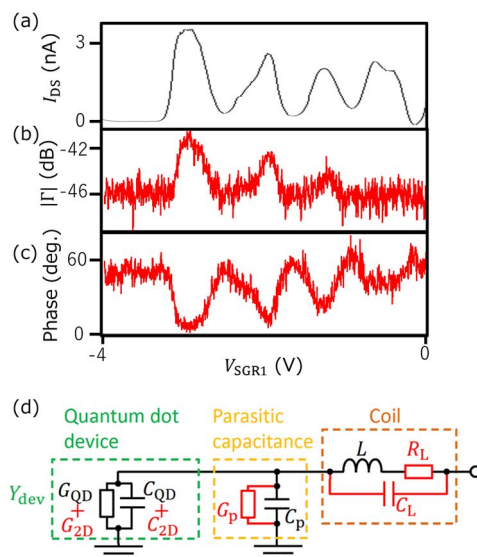 (a)
3
I_DS (nA)
0
(b)
-42
|Γ| (dB)
-46
(c)
60
Phase (deg.)
0
-4
V_SGR1 (V)
0
(d)
Quantum dot
device
Parasitic
capacitance
Coil
L
R_L
C_L
Y_dev
G_QD
+
G_2D
C_QD
+
C_2D
G_p
C_p